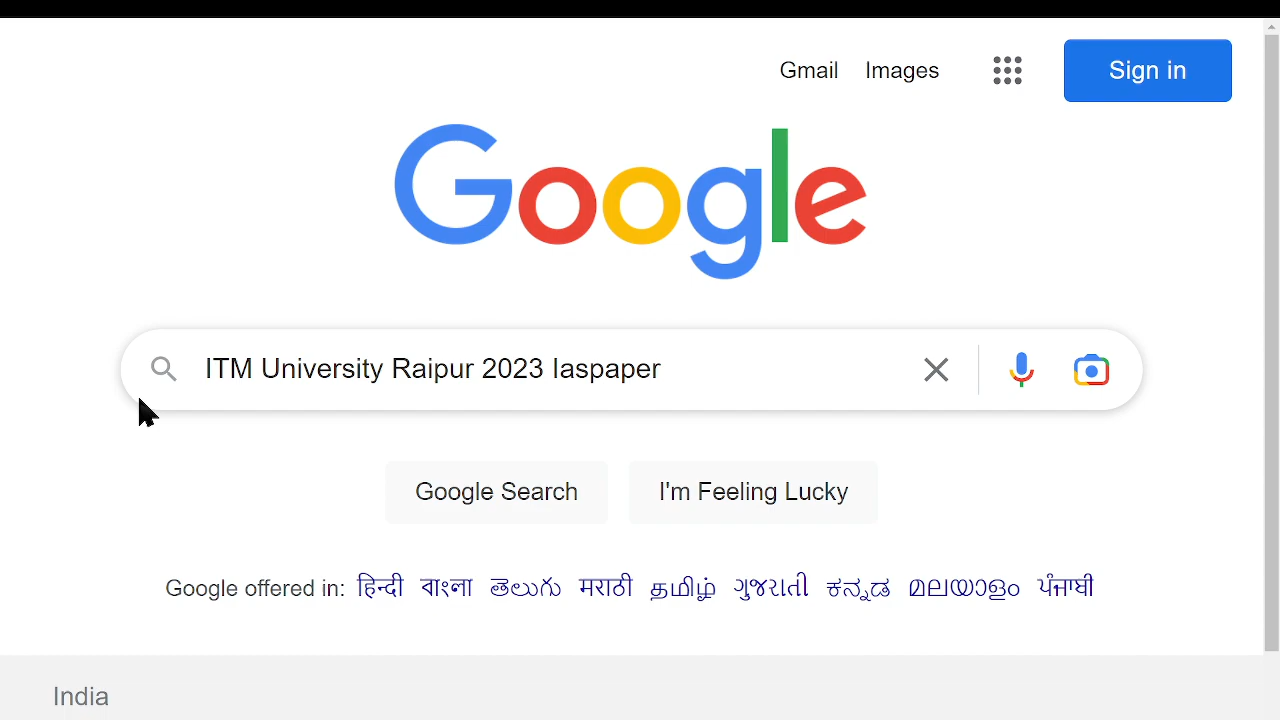 Gmail Images Sign in
Google
ITM University Raipur 2023 Iaspaper
Google Search I'm Feeling Lucky
Google offered in: हिन्दी বাংলা తెలుగు मराठी தமிழ் ગુજરાતી ಕನ್ನಡ മലയാളം ਪੰਜਾਬੀ
India